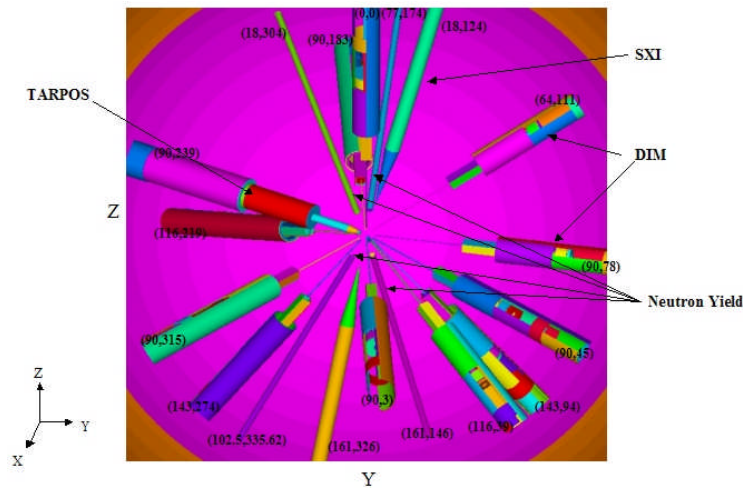 (0,0)
(77,174)
(18,304)
(90,183)
(18,124)
SXI
TARPOS
(64,111)
(90,239)
DIM
Z
(116,219)
(90,78)
Neutron Yield
(90,315)
(90,45)
Z
Y
X
(143,274)
(90,3)
(143,94)
(102.5,335.62)
(161,326)
(161,146)
(116,39)
Y